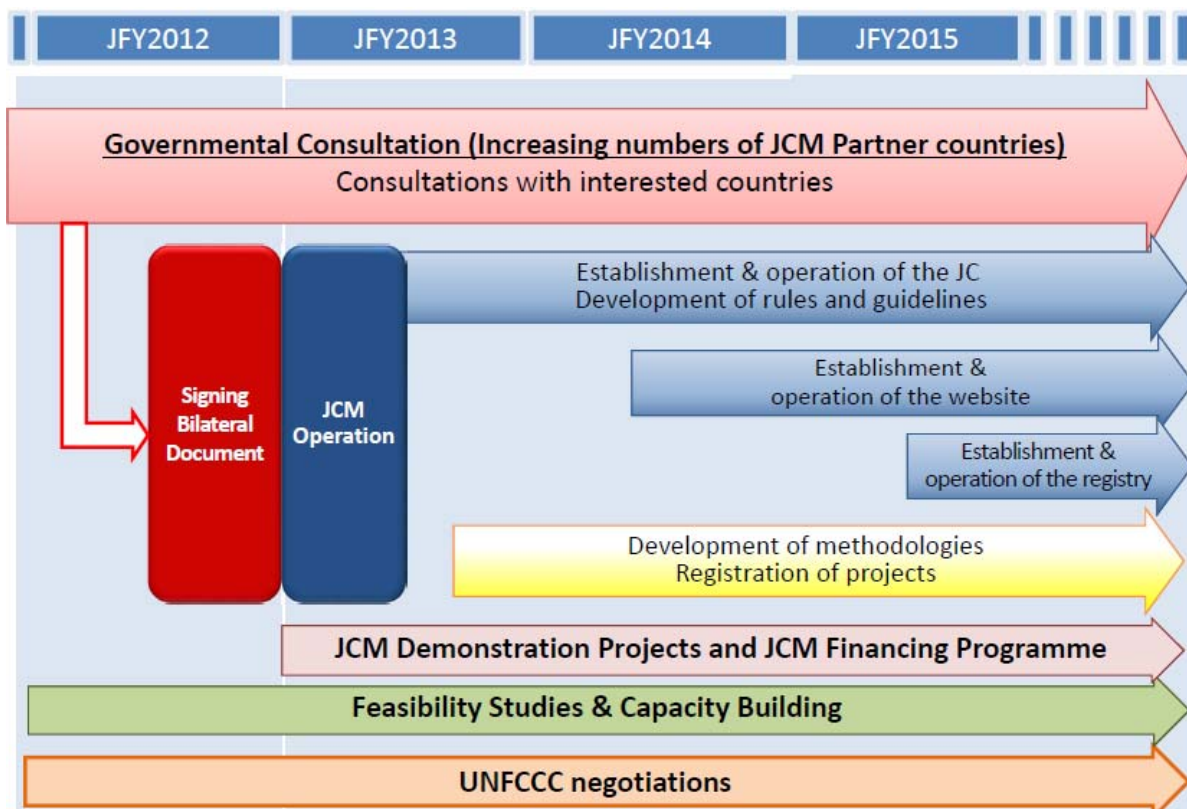 JFY2012
JFY2013
JFY2014
JFY2015
Governmental Consultation (Increasing numbers of JCM Partner countries)
Consultations with interested countries
Signing
Bilateral
Document
JCM
Operation
Establishment & operation of the JC
Development of rules and guidelines
Establishment &
operation of the website
Establishment &
operation of the registry
Development of methodologies
Registration of projects
JCM Demonstration Projects and JCM Financing Programme
Feasibility Studies & Capacity Building
UNFCCC negotiations